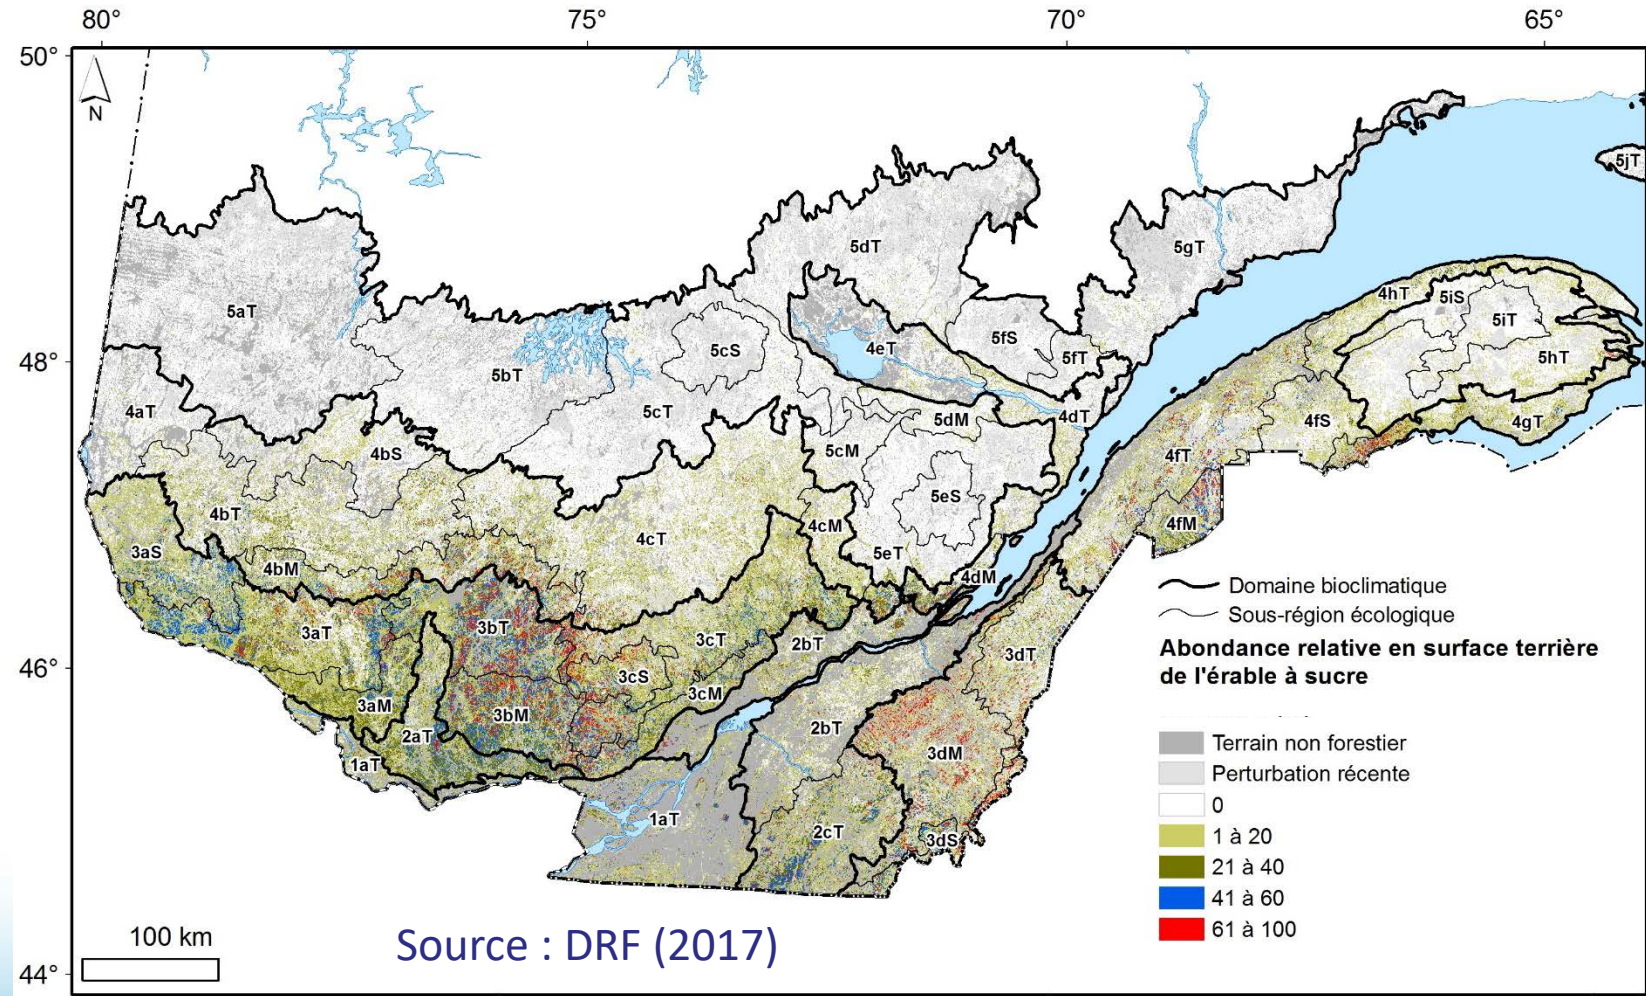 80°
75°
70°
65°
50°
N
5jT
5dT
5gT
4hT
5iS
5aT
5iT
5fS
5cS
4eT
5hT
5fT
48°
5bT
4aT
5cT
5dM
4dT
4fS
4gT
4bS
5cM
4fT
5eS
4bT
4cM
4fM
3aS
4cT
5eT
4bM
4dM
Domaine bioclimatique
Sous-région écologique
3aT
3bT
3cT
2bT
Abondance relative en surface terrière
de l'érable à sucre
46°
3dT
3cS
3cM
3aM
3bM
2aT
2bT
3dM
1aT
Terrain non forestier
Perturbation récente
0
1aT
2cT
3dS
1 à 20
21 à 40
41 à 60
61 à 100
100 km
Source : DRF (2017)
44°